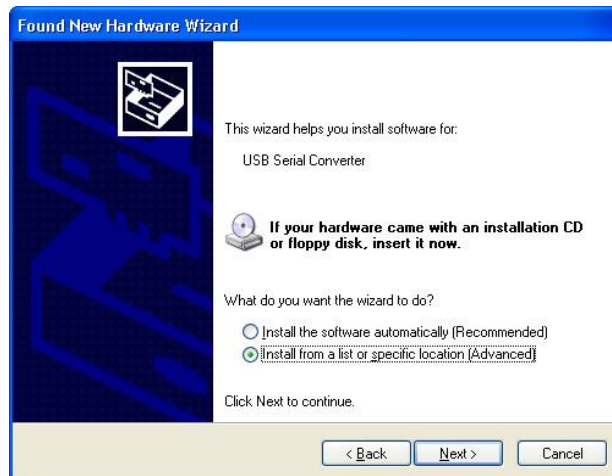 Found New Hardware Wizard
This wizard helps you install software for:
USB Serial Converter
If your hardware came with an installation CD
or floppy disk, insert it now.
What do you want the wizard to do?
Install the software automatically (Recommended)
Install from a list or specific location (Advanced)
Click Next to continue.
< Back Next > Cancel